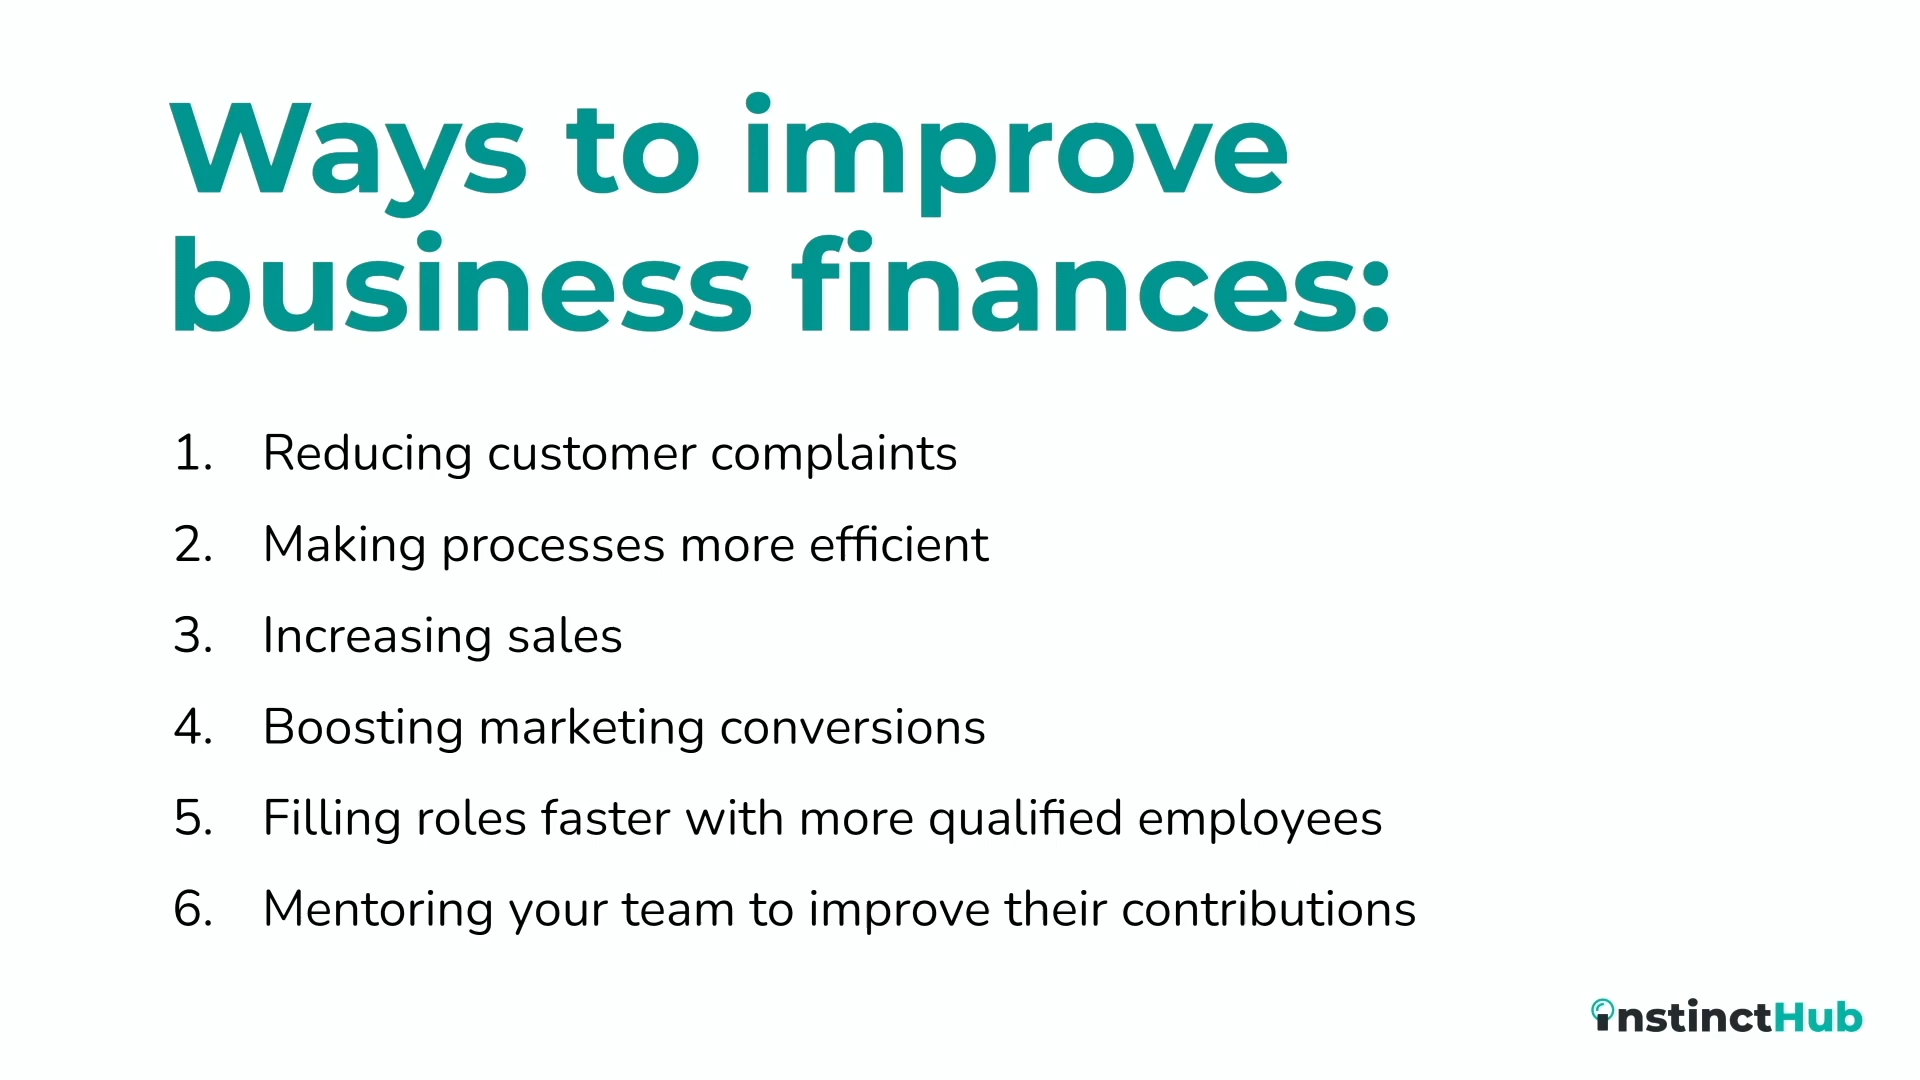 Ways to improve
business finances:
1. Reducing customer complaints
2. Making processes more efficient
3. Increasing sales
4. Boosting marketing conversions
5. Filling roles faster with more qualified employees
6. Mentoring your team to improve their contributions
instinctHub